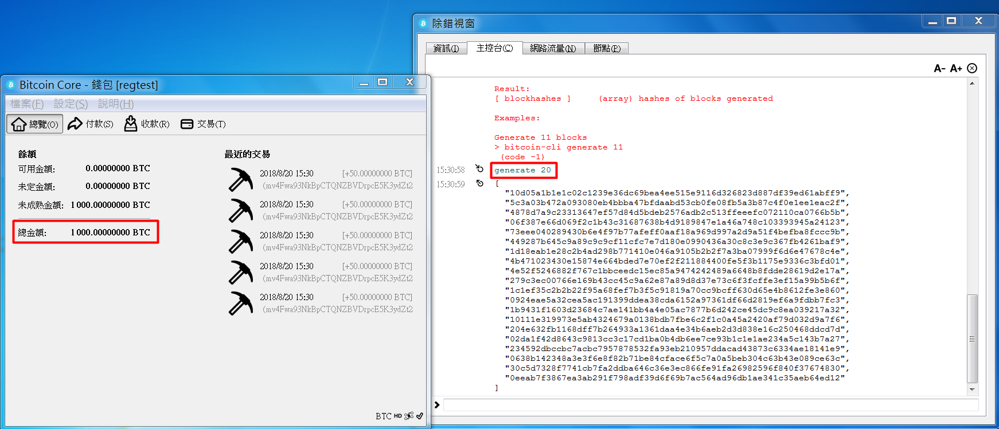 Bitcoin Core - 錢包 [regtest]
檔案(F) 設定(S) 說明(H)
總覽(O) 付款(S) 收款(R) 交易(T)
餘額
可用金額: 0.00000000 BTC
未定金額: 0.00000000 BTC
未成熟金額: 1 000.00000000 BTC
總金額: 1 000.00000000 BTC
最近的交易
2018/8/20 15:30 [+50.00000000 BTC]
(mv4Fwa93NkBpCTQNZBVDrpcE5K3ydZt2
2018/8/20 15:30 [+50.00000000 BTC]
(mv4Fwa93NkBpCTQNZBVDrpcE5K3ydZt2
2018/8/20 15:30 [+50.00000000 BTC]
(mv4Fwa93NkBpCTQNZBVDrpcE5K3ydZt2
2018/8/20 15:30 [+50.00000000 BTC]
(mv4Fwa93NkBpCTQNZBVDrpcE5K3ydZt2
2018/8/20 15:30 [+50.00000000 BTC]
(mv4Fwa93NkBpCTQNZBVDrpcE5K3ydZt2
BTC HD
除錯視窗
資訊(I) 主控台(C) 網路流量(N) 節點(P)
A- A+
Result:
[ blockhashes ] (array) hashes of blocks generated
Examples:
Generate 11 blocks
> bitcoin-cli generate 11
(code -1)
15:30:58 generate 20
15:30:59 [
"10d05a1b1e1c02c1239e36dc69bea4ee515e9116d326823d887df39ed61abff9",
"5c3a03b472a093080eb4bbba47bfdaabd53cb0fe08fb5a3b87c4f0e1ee1eac2f",
"4878d7a9c23313647ef57d84d5bdeb2576adb2c513ffeeefc072110ca0766b5b",
"06f387e66d069f2c1b43c31687638b4d9189847e1a46a748c103393945a24123",
"73eee040289430b6e4f97b77afeff0aaf18a969d997a2d9a51f4befba8fccc9b",
"449287b645c9a89c9c9cf11cfc7e7d180e0990436a30c8c3e9c367fb4261baf9",
"1d18eab1e28c2b4ad298b771410e046a9105b2b2f7a3ba07999f6d6e47678c4e",
"4b471023430e15874e664bded7e70ef2f211884400fe5f3b1175e9336c3bfd01",
"4e52f5246882f767c1bbceedc15ec85a9474242489a6648b8fdde28619d2e17a",
"279c3ec00766e169b43cc45c9a62e87a89d8d37e73c6f3fcffe3ef15a99b5b6f",
"1c1ef35c2b2b22f95a68fef7b3f5c91819a70cc9bcff630d65e4b8612fe3e860",
"0924eae5a32cea5ac191399ddea38cda6152a97361df66d2819ef6a9fdbb7fc3",
"1b9431f1603d23684c7ae141bb4a4e05ac7877b6d242ce45dc9c8ea039217a32",
"10111e319973e5ab4324679a0138bdb7fbe6c2f1c0a45a2420af79d032d9a7f6",
"204e632fb1168dff7b264933a1361daa4e34b6aeb2d3d838e16c250468ddcd7d",
"02da1f42d8643c9813cc3c17cd1ba0b4db6ee7ce93b1c1e1ae234a5c143b7a27",
"234592dbccbc7acbc7957878532fa93eb210957ddacad43873c6334ae18141e9",
"0638b142348a3e3f6e8f82b71be84cface6f5c7a0a5beb304c63b43e089ce63c",
"30c5d7328f7741cb7fa2ddba646c36e3ec866fe91fa26982596f840f37674830",
"0eeab7f3867ea3ab291f798adf39d6f69b7ac564ad96db1ae341c35aeb64ed12"
]